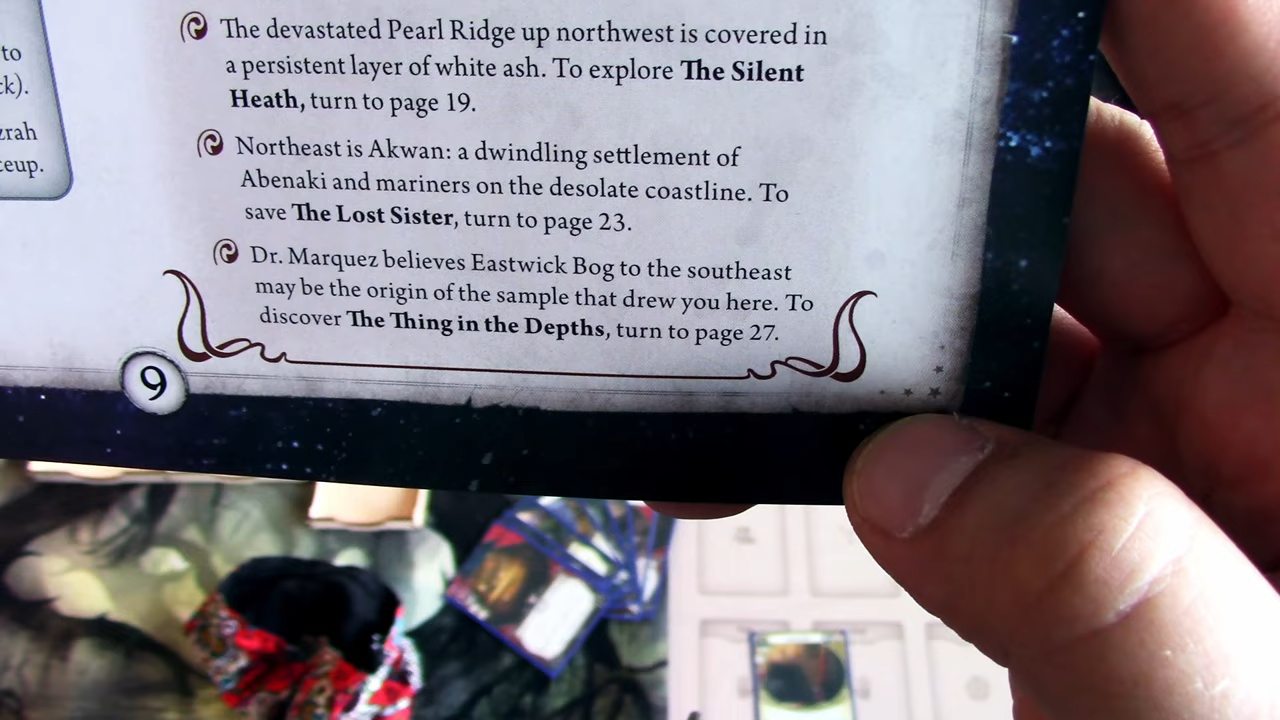 to
ck).
zrah
ceup.
The devastated Pearl Ridge up northwest is covered in
a persistent layer of white ash. To explore The Silent
Heath, turn to page 19.
Northeast is Akwan: a dwindling settlement of
Abenaki and mariners on the desolate coastline. To
save The Lost Sister, turn to page 23.
Dr. Marquez believes Eastwick Bog to the southeast
may be the origin of the sample that drew you here. To
discover The Thing in the Depths, turn to page 27.
9